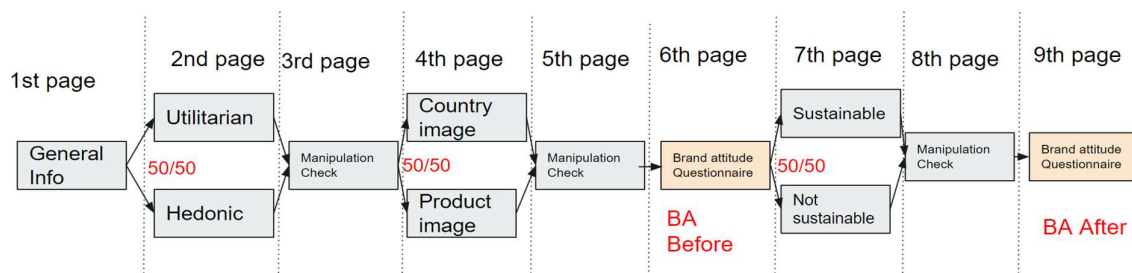 1st page
2nd page
3rd page
4th page
5th page
6th page
7th page
8th page
9th page
General
Info
50/50
Utilitarian
Hedonic
Manipulation
Check
50/50
Country
image
Product
image
Manipulation
Check
Brand attitude
Questionnaire
BA
Before
50/50
Sustainable
Not
sustainable
Manipulation
Check
Brand attitude
Questionnaire
BA After